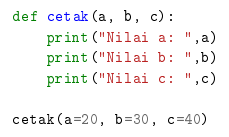 def cetak(a, b, c):
    print("Nilai a: ",a)
    print("Nilai b: ",b)
    print("Nilai c: ",c)

cetak(a=20, b=30, c=40)